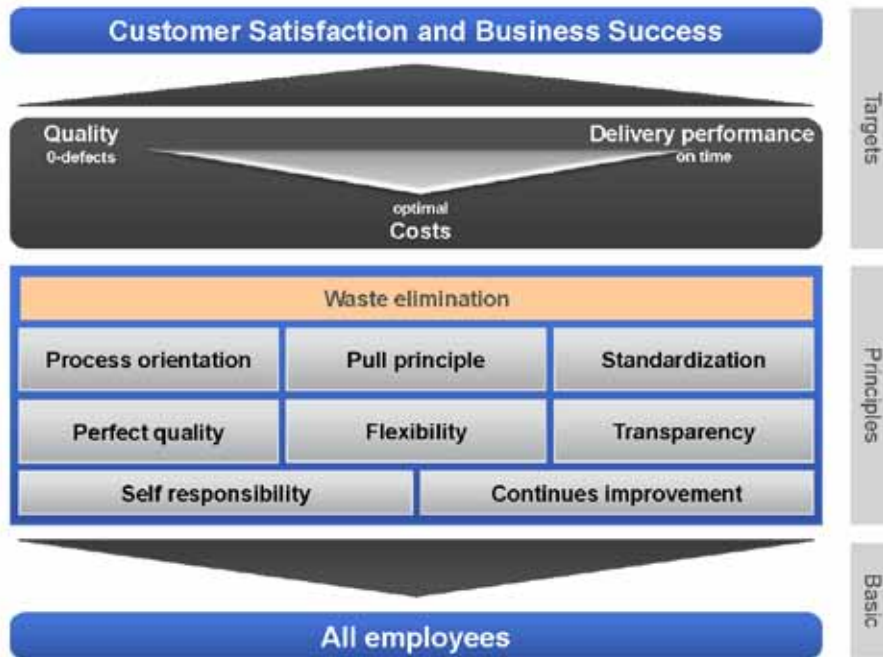 Customer Satisfaction and Business Success
Targets
Quality
0-defects
Delivery performance
on time
optimal
Costs
Waste elimination
Principles
Process orientation
Pull principle
Standardization
Perfect quality
Flexibility
Transparency
Self responsibility
Continues improvement
Basic
All employees